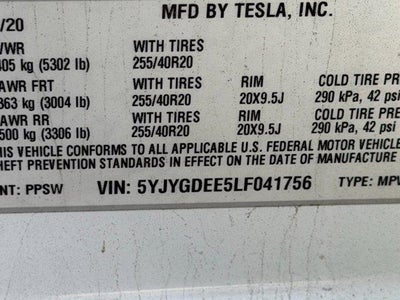 MFD BY TESLA, INC.
/20
/WR WITH TIRES
405 kg (5302 lb) 255/40R20
AWR FRT WITH TIRES RIM COLD TIRE PRE
363 kg (3004 lb) 255/40R20 20X9.5J 290 kPa, 42 psi
AWR RR WITH TIRES RIM COLD TIRE PRE
500 kg (3306 lb) 255/40R20 20X9.5J 290 kPa, 42 psi
HIS VEHICLE CONFORMS TO ALL APPLICABLE U.S. FEDERAL MOTOR VEHICLE
HEFT PREVENTION STANDARDS IN EFFECT ON THE DATE OF MANUFACTURE
NT: PPSW VIN: 5YJYGDEE5LF041756 TYPE: MPV